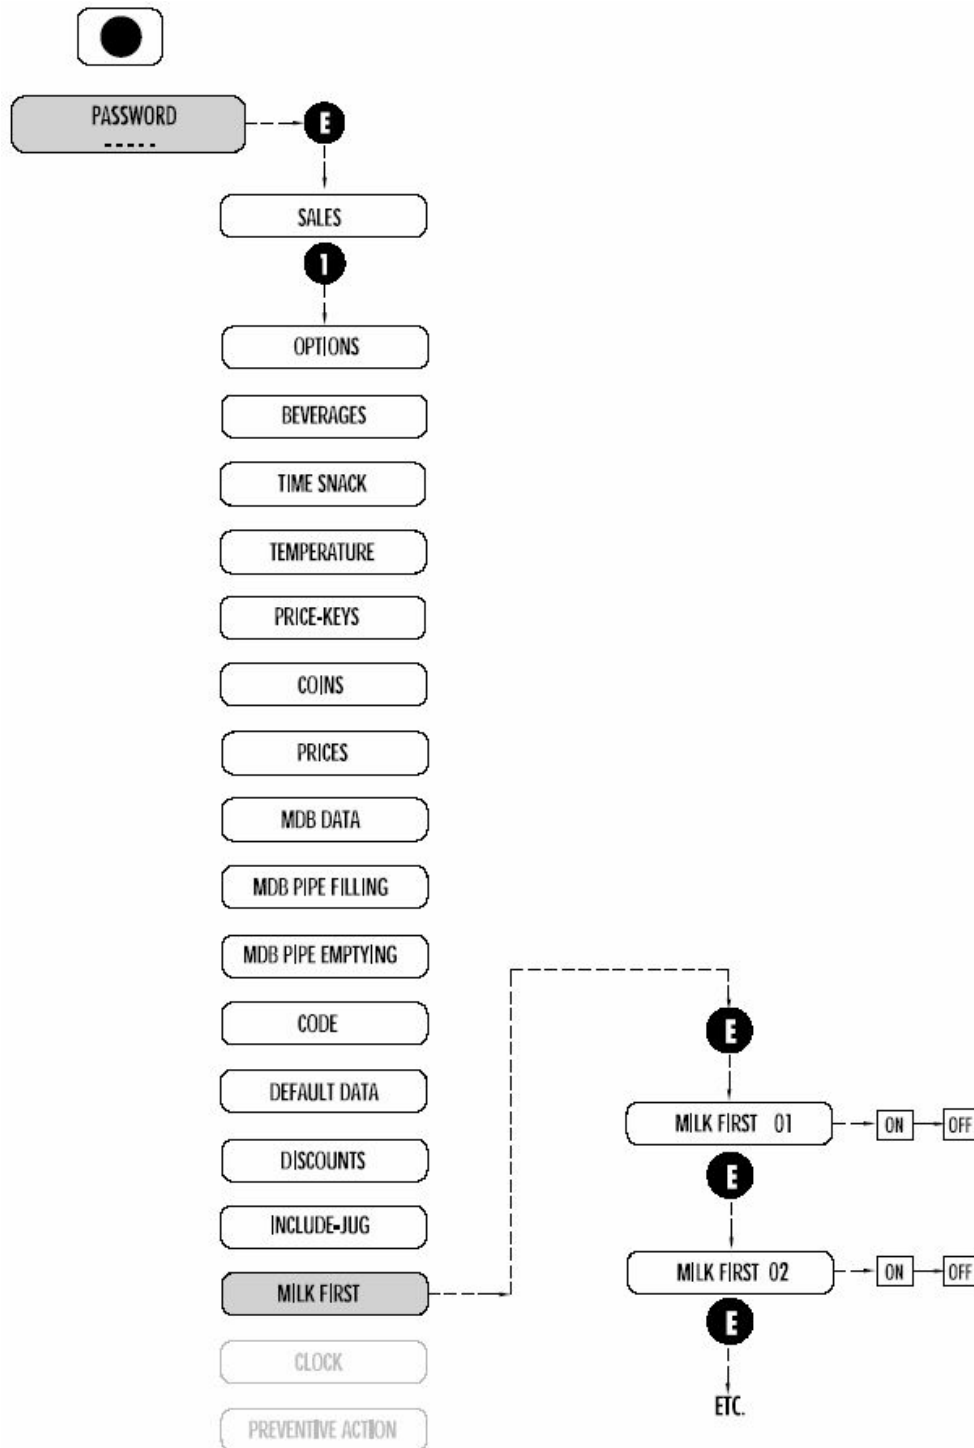 PASSWORD
-----
E
SALES
1
OPTIONS
BEVERAGES
TIME SNACK
TEMPERATURE
PRICE-KEYS
COINS
PRICES
MDB DATA
MDB PIPE FILLING
MDB PIPE EMPTYING
CODE
DEFAULT DATA
DISCOUNTS
INCLUDE-JUG
MILK FIRST
CLOCK
PREVENTIVE ACTION
E
MILK FIRST 01 ON OFF
E
MILK FIRST 02 ON OFF
E
ETC.